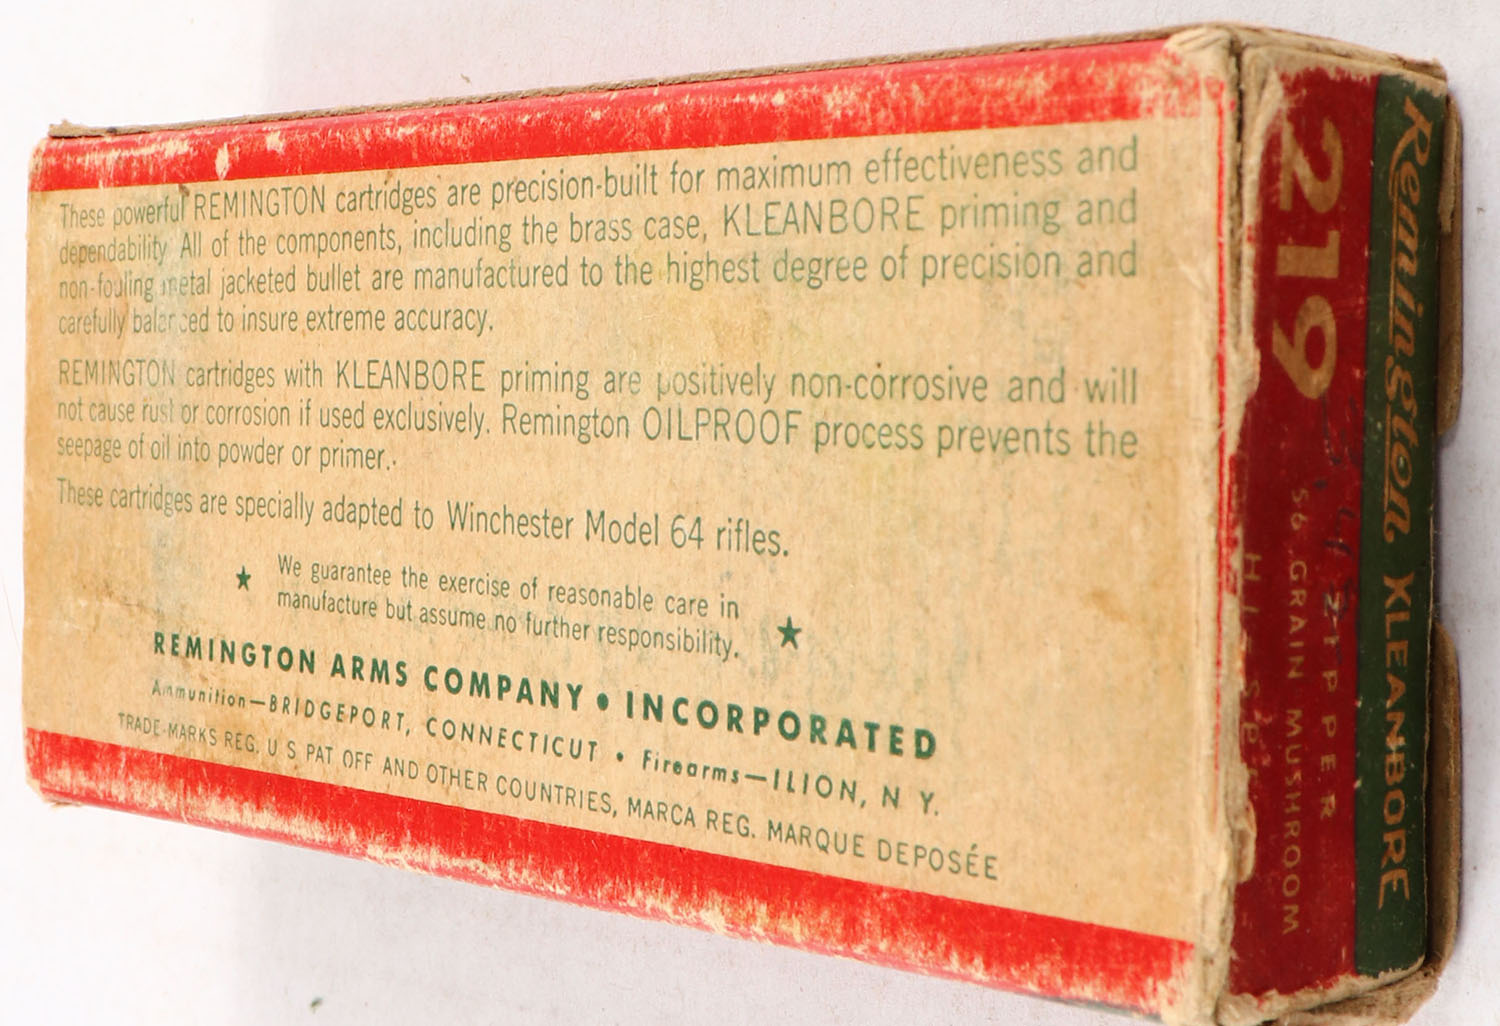 These powerful REMINGTON cartridges are precision-built for maximum effectiveness and
dependability All of the components, including the brass case, KLEANBORE priming and
non-fouling metal jacketed bullet are manufactured to the highest degree of precision and
carefully balanced to insure extreme accuracy.
REMINGTON cartridges with KLEANBORE priming are positively non-corrosive and will
not cause rust or corrosion if used exclusively. Remington OILPROOF process prevents the
seepage of oil into powder or primer.
These cartridges are specially adapted to Winchester Model 64 rifles.
★ We guarantee the exercise of reasonable care in
manufacture but assume no further responsibility. ★
REMINGTON ARMS COMPANY • INCORPORATED
Ammunition—BRIDGEPORT, CONNECTICUT • Firearms—ILION, N Y.
TRADE-MARKS REG. U S PAT OFF AND OTHER COUNTRIES, MARCA REG. MARQUE DEPOSÉE
Remington KLEANBORE
219 ZIPPER
56 GRAIN MUSHROOM